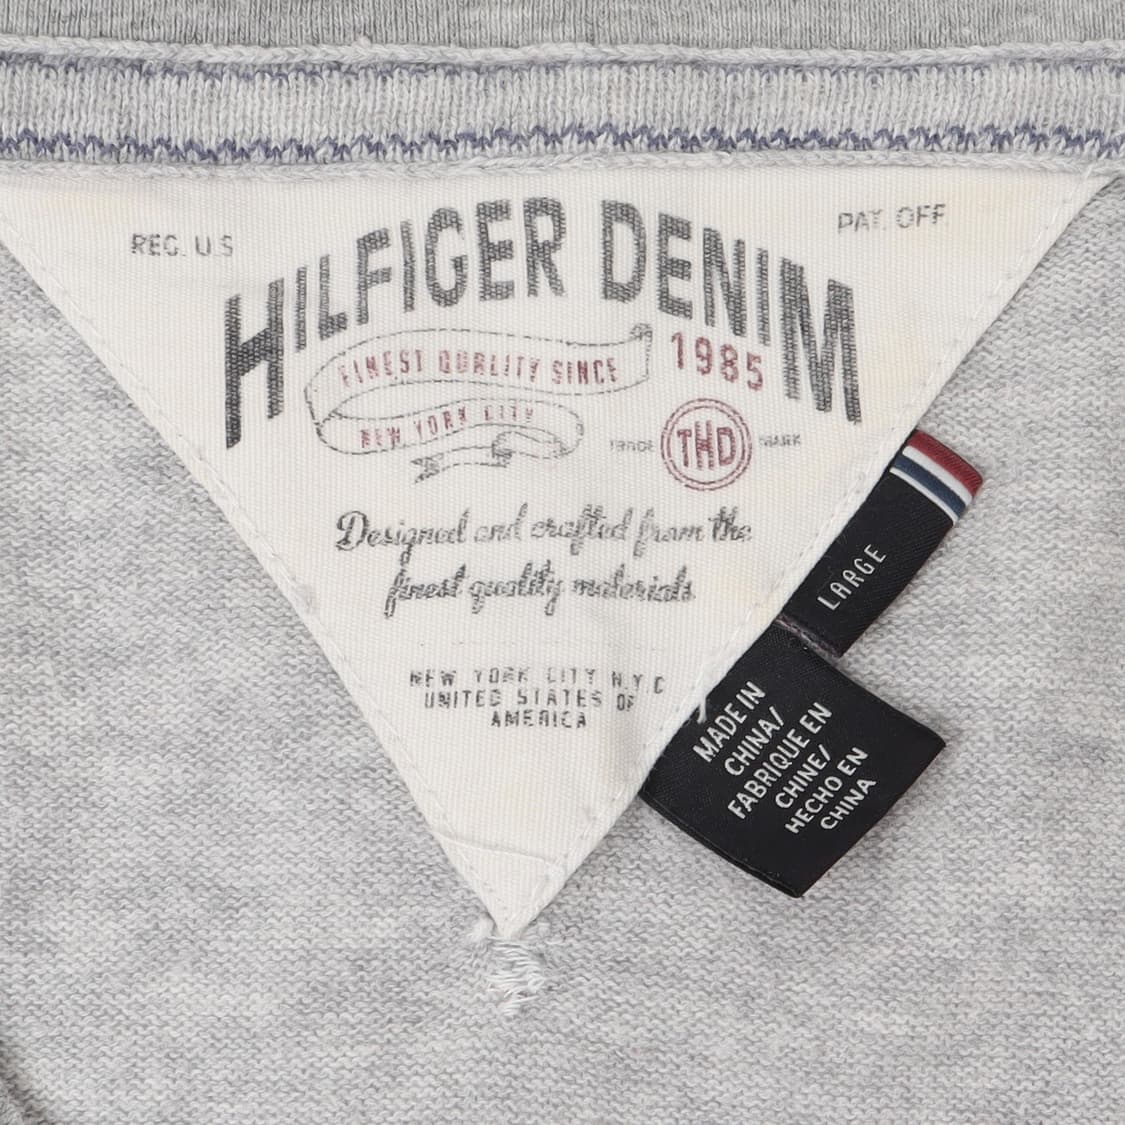 REG. U.S
PAT. OFF.
HILFIGER DENIM
FINEST QUALITY SINCE
1985
NEW YORK CITY
TRADE
THD
MARK
Designed and crafted from the
finest quality materials
NEW YORK CITY N.Y.C
UNITED STATES OF
AMERICA
LARGE
MADE IN
CHINA/
FABRIQUE EN
CHINE/
HECHO EN
CHINA